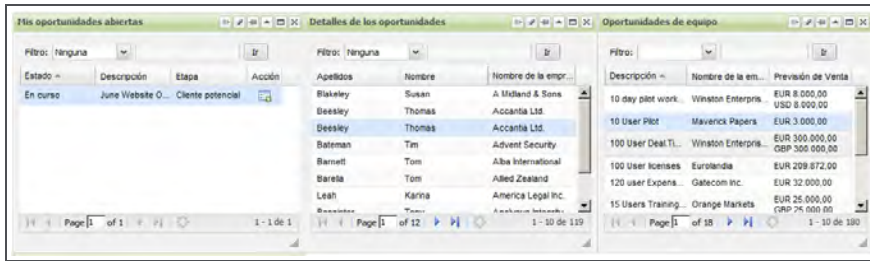 Mis oportunidades abiertas
Filtro: Ninguna Ir
Estado Descripción Etapa Acción
En curso June Website O... Cliente potencial
Page 1 of 1 1 - 1 de 1
Detalles de los oportunidades
Filtro: Ninguna Ir
Apellidos Nombre Nombre de la empr...
Blakeley Susan A Midland & Sons
Beesley Thomas Accantia Ltd.
Beesley Thomas Accantia Ltd.
Bateman Tim Advent Security
Barnett Tom Alba International
Barella Tom Allied Zealand
Leah Karina America Legal Inc.
Page 1 of 12 1 - 10 de 119
Oportunidades de equipo
Filtro: Ir
Descripción Nombre de la em... Previsión de Venta
10 day pilot work... Winston Enterpris... EUR 8.000,00
USD 8.000,00
10 User Pilot Maverick Papers EUR 3.000,00
100 User Deal.Ti... Winston Enterpris... EUR 300.000,00
GBP 300.000,00
100 User licenses Eurolandia EUR 209.872,00
120 user Expens... Gatecom Inc. EUR 32.000,00
15 Users Training... Orange Markets EUR 25.000,00
GBP 25.000,00
Page 1 of 18 1 - 10 de 180